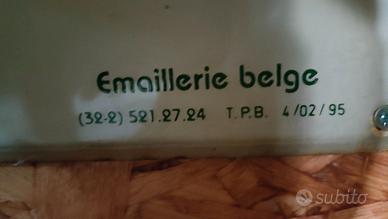 Emaillerie belge
(32-2) 521.27.24 T.P.B. 4/02/95
subito